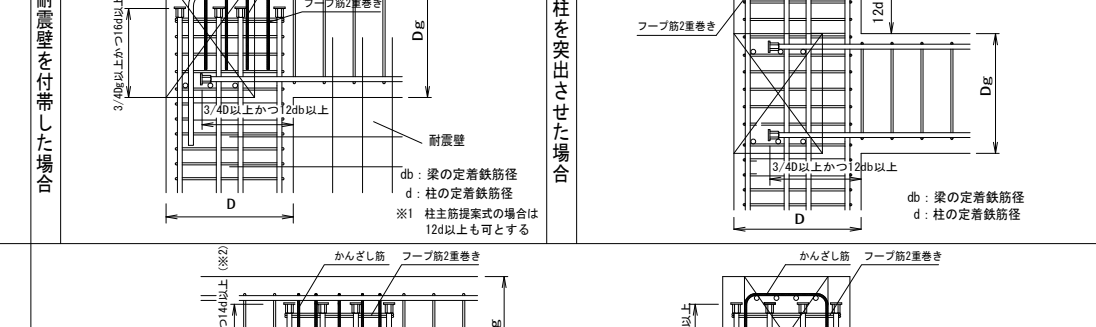 耐震壁を付帯した場合
3/4Dg以上かつ16d以上
フープ筋2重巻き
Dg
3/4D以上かつ12db以上
耐震壁
db：梁の定着鉄筋径
d：柱の定着鉄筋径
※1 柱主筋提案式の場合は
12d以上も可とする
D
柱を突出させた場合
フープ筋2重巻き
12d
Dg
3/4D以上かつ12db以上
db：梁の定着鉄筋径
d：柱の定着鉄筋径
D
つ14d以上 (※2)
かんざし筋
フープ筋2重巻き
かんざし筋
フープ筋2重巻き
以上